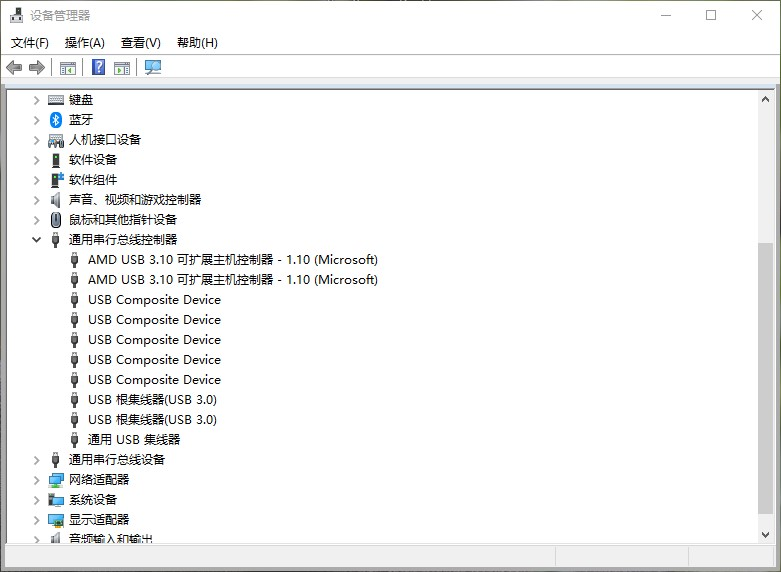 设备管理器
文件(F) 操作(A) 查看(V) 帮助(H)
键盘
蓝牙
人机接口设备
软件设备
软件组件
声音、视频和游戏控制器
鼠标和其他指针设备
通用串行总线控制器
AMD USB 3.10 可扩展主机控制器 - 1.10 (Microsoft)
AMD USB 3.10 可扩展主机控制器 - 1.10 (Microsoft)
USB Composite Device
USB Composite Device
USB Composite Device
USB Composite Device
USB Composite Device
USB 根集线器(USB 3.0)
USB 根集线器(USB 3.0)
通用 USB 集线器
通用串行总线设备
网络适配器
系统设备
显示适配器
音频输入和输出